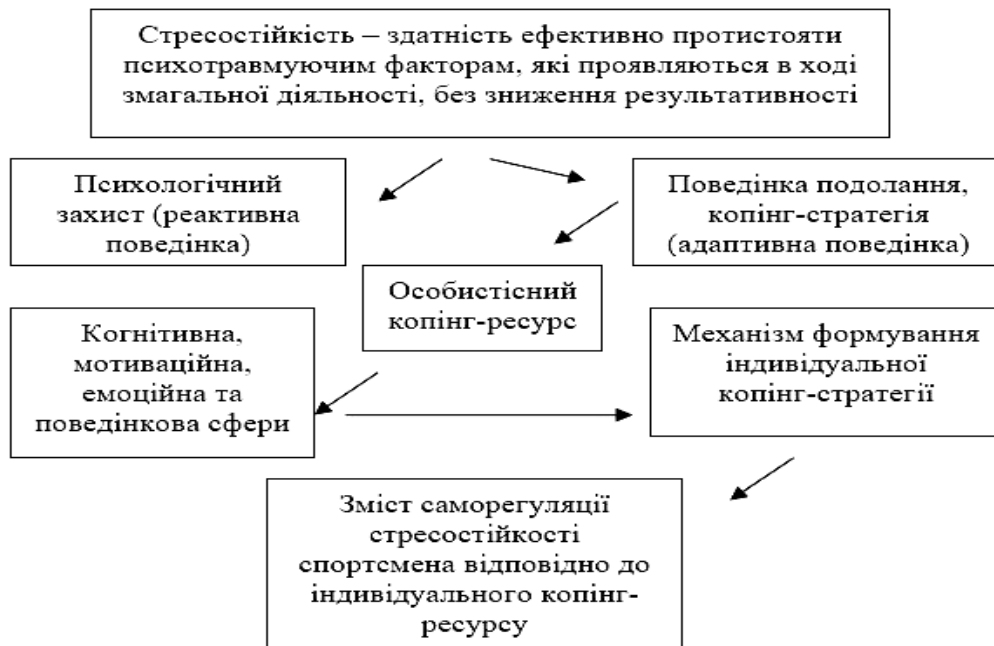 Стресостійкість – здатність ефективно протистояти
психотравмуючим факторам, які проявляються в ході
змагальної діяльності, без зниження результативності
Психологічний
захист (реактивна
поведінка)
Поведінка подолання,
копінг-стратегія
(адаптивна поведінка)
Особистісний
копінг-ресурс
Когнітивна,
мотиваційна,
емоційна та
поведінкова сфери
Механізм формування
індивідуальної
копінг-стратегії
Зміст саморегуляції
стресостійкості
спортсмена відповідно до
індивідуального копінг-
ресурсу